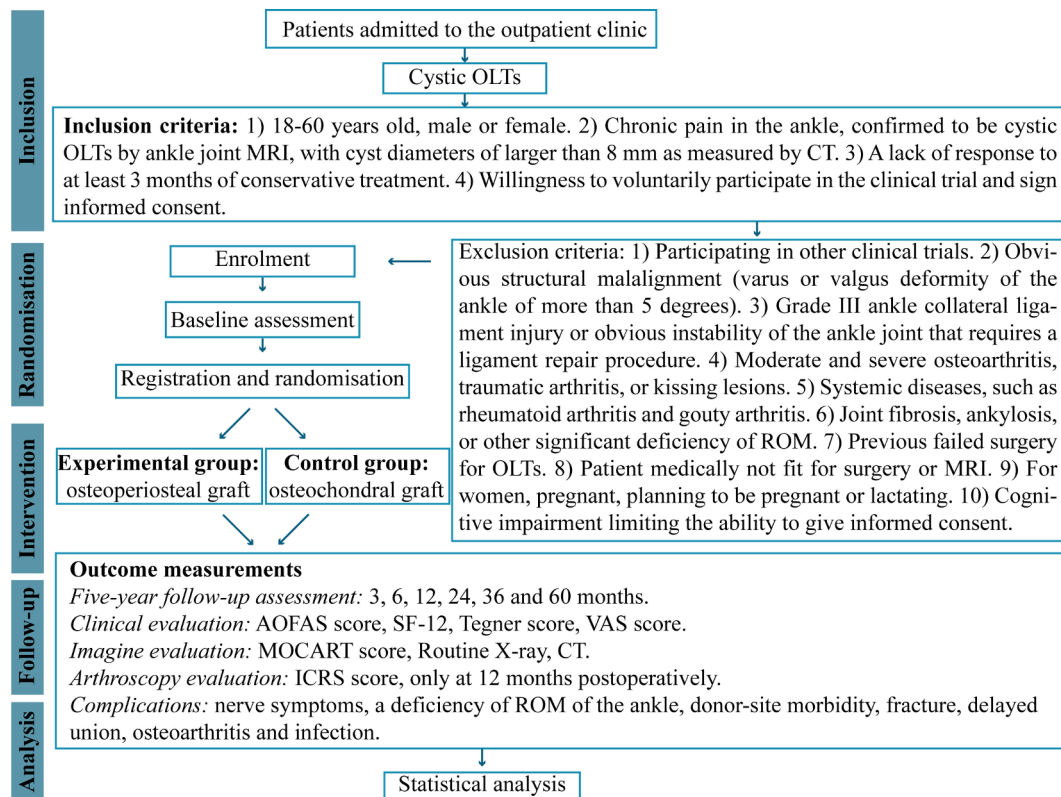 Inclusion
Patients admitted to the outpatient clinic
Cystic OLTs
Inclusion criteria: 1) 18-60 years old, male or female. 2) Chronic pain in the ankle, confirmed to be cystic
OLTs by ankle joint MRI, with cyst diameters of larger than 8 mm as measured by CT. 3) A lack of response to
at least 3 months of conservative treatment. 4) Willingness to voluntarily participate in the clinical trial and sign
informed consent.
Randomisation
Enrolment
Baseline assessment
Registration and randomisation
Exclusion criteria: 1) Participating in other clinical trials. 2) Obvi-
ous structural malalignment (varus or valgus deformity of the
ankle of more than 5 degrees). 3) Grade III ankle collateral liga-
ment injury or obvious instability of the ankle joint that requires a
ligament repair procedure. 4) Moderate and severe osteoarthritis,
traumatic arthritis, or kissing lesions. 5) Systemic diseases, such as
rheumatoid arthritis and gouty arthritis. 6) Joint fibrosis, ankylosis,
or other significant deficiency of ROM. 7) Previous failed surgery
for OLTs. 8) Patient medically not fit for surgery or MRI. 9) For
women, pregnant, planning to be pregnant or lactating. 10) Cog-
nitive impairment limiting the ability to give informed consent.
Intervention
Experimental group:
osteoperiosteal graft
Control group:
osteochondral graft
Follow-up
Outcome measurements
Five-year follow-up assessment: 3, 6, 12, 24, 36 and 60 months.
Clinical evaluation: AOFAS score, SF-12, Tegner score, VAS score.
Imagine evaluation: MOCART score, Routine X-ray, CT.
Arthroscopy evaluation: ICRS score, only at 12 months postoperatively.
Complications: nerve symptoms, a deficiency of ROM of the ankle, donor-site morbidity, fracture, delayed
union, osteoarthritis and infection.
Analysis
Statistical analysis